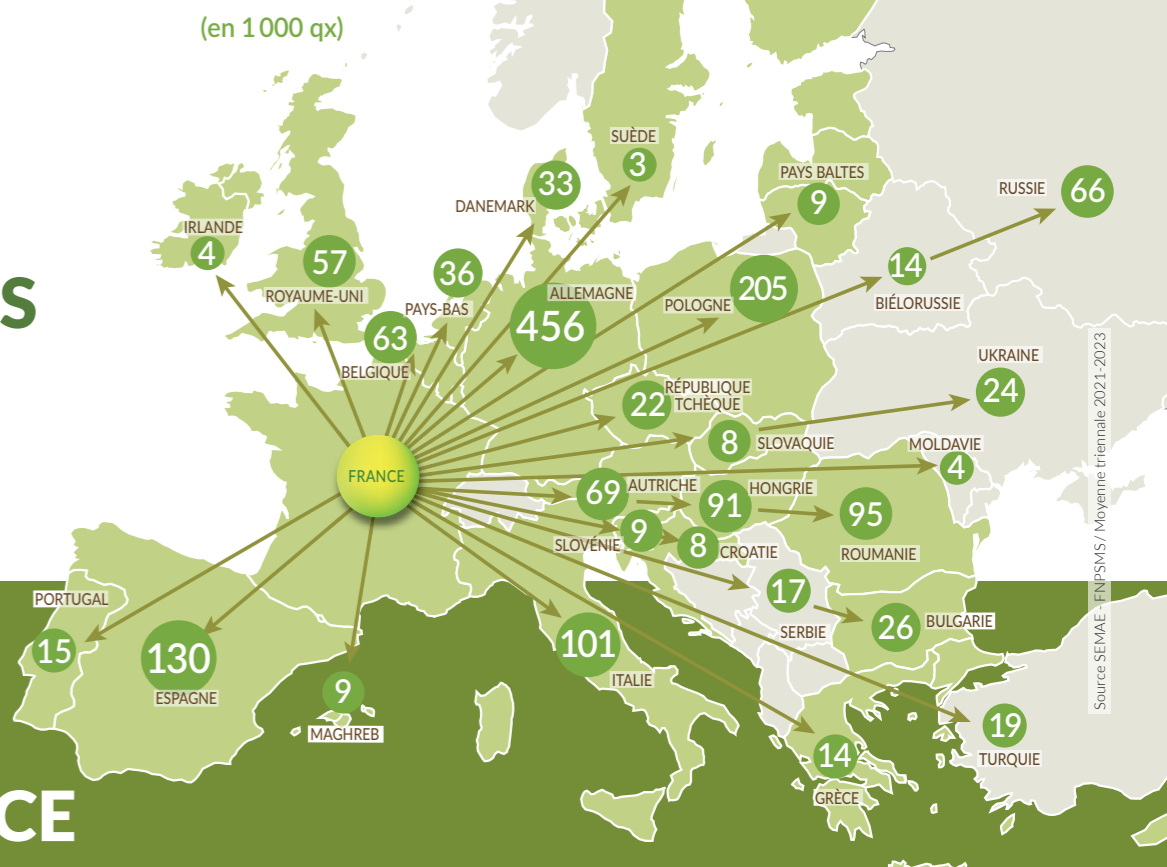 (en 1 000 qx)
SUÈDE
3
33
DANEMARK
PAYS BALTES
9
RUSSIE
66
IRLANDE
4
57
ROYAUME-UNI
36
PAYS-BAS
14
BIÉLORUSSIE
S
63
BELGIQUE
ALLEMAGNE
456
POLOGNE
205
UKRAINE
24
22
RÉPUBLIQUE
TCHÈQUE
8
SLOVAQUIE
MOLDAVIE
4
FRANCE
69
AUTRICHE
91
HONGRIE
95
ROUMANIE
SLOVÉNIE
9
8
CROATIE
17
SERBIE
26
BULGARIE
PORTUGAL
15
130
ESPAGNE
9
MAGHREB
101
ITALIE
19
TURQUIE
14
GRÈCE
CE
Source SEMAE - FNPSMS / Moyenne triennale 2021-2023